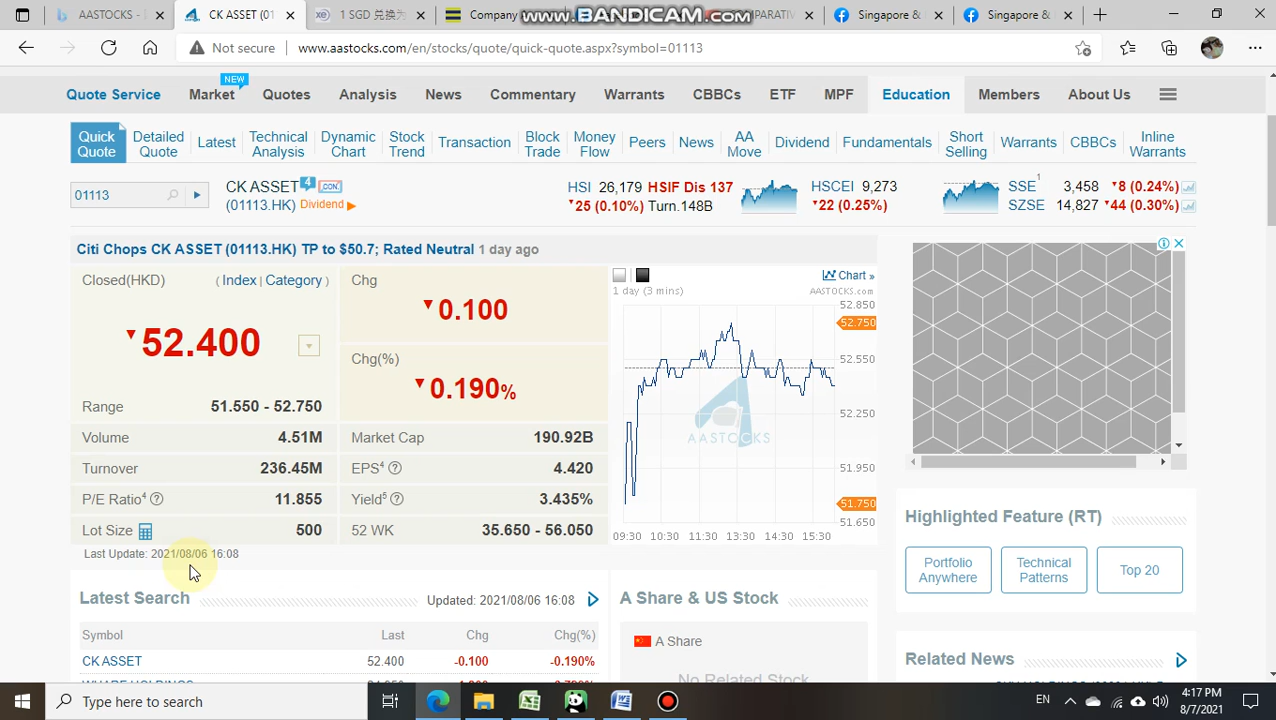 AASTOCKS -
CK ASSET (01
1 SGD 兑换为
Company
www.BANDICAM.com
PARATIV
Singapore &
Singapore &
Not secure
www.aastocks.com/en/stocks/quote/quick-quote.aspx?symbol=01113
NEW
Quote Service Market Quotes Analysis News Commentary Warrants CBBCs ETF MPF Education Members About Us
Quick Quote
Detailed Quote
Latest
Technical Analysis
Dynamic Chart
Stock Trend
Transaction
Block Trade
Money Flow
Peers
News
AA Move
Dividend
Fundamentals
Short Selling
Warrants
CBBCs
Inline Warrants
01113
CK ASSET 4 CON
(01113.HK) Dividend
HSI 26,179 HSIF Dis 137
▼25 (0.10%) Turn.148B
HSCEI 9,273
▼22 (0.25%)
SSE 1 3,458 ▼8 (0.24%)
SZSE 14,827 ▼44 (0.30%)
Citi Chops CK ASSET (01113.HK) TP to $50.7; Rated Neutral 1 day ago
Closed(HKD) ( Index | Category )
▼52.400
Chg
▼0.100
Chg(%)
▼0.190%
Range 51.550 - 52.750
Volume 4.51M
Market Cap 190.92B
Turnover 236.45M
EPS4 4.420
P/E Ratio4 11.855
Yield5 3.435%
Lot Size 500
52 WK 35.650 - 56.050
Last Update: 2021/08/06 16:08
Chart »
1 day (3 mins) AASTOCKS.com
52.850
52.750
52.550
52.250
51.950
51.750
51.650
AASTOCKS
09:30 10:30 11:30 13:30 14:30 15:30
Highlighted Feature (RT)
Portfolio Anywhere
Technical Patterns
Top 20
Latest Search Updated: 2021/08/06 16:08
Symbol Last Chg Chg(%)
CK ASSET 52.400 -0.100 -0.190%
A Share & US Stock
A Share
No Related Stock
Related News
Type here to search
EN
4:17 PM
8/7/2021